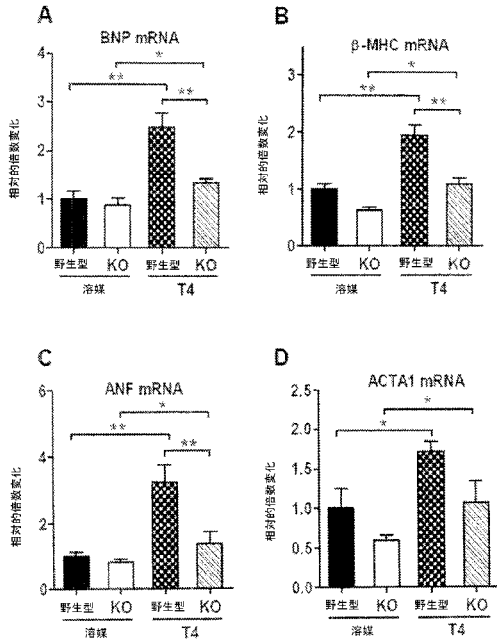 A
BNP mRNA
*
**
**
相対的倍数変化
4
3
2
1
0
野生型 KO 野生型 KO
溶媒 T4
B
β-MHC mRNA
*
**
**
相対的倍数変化
3
2
1
0
野生型 KO 野生型 KO
溶媒 T4
C
ANF mRNA
*
**
**
相対的倍数変化
6
4
2
0
野生型 KO 野生型 KO
溶媒 T4
D
ACTA1 mRNA
*
*
相対的倍数変化
2.5
2.0
1.5
1.0
0.5
0.0
野生型 KO 野生型 KO
溶媒 T4